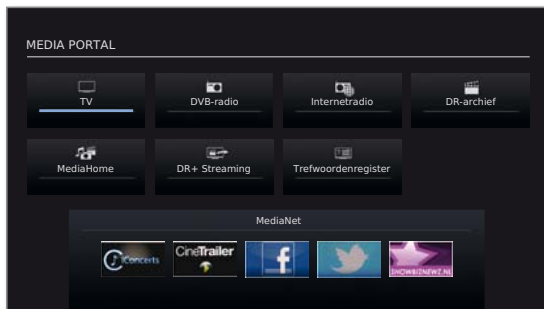 MEDIA PORTAL
TV
DVB-radio
Internetradio
DR-archief
MediaHome
DR+ Streaming
Trefwoordenregister
MediaNet
iConcerts
CineTrailer
f
SHOWBIZNEWZ.NL